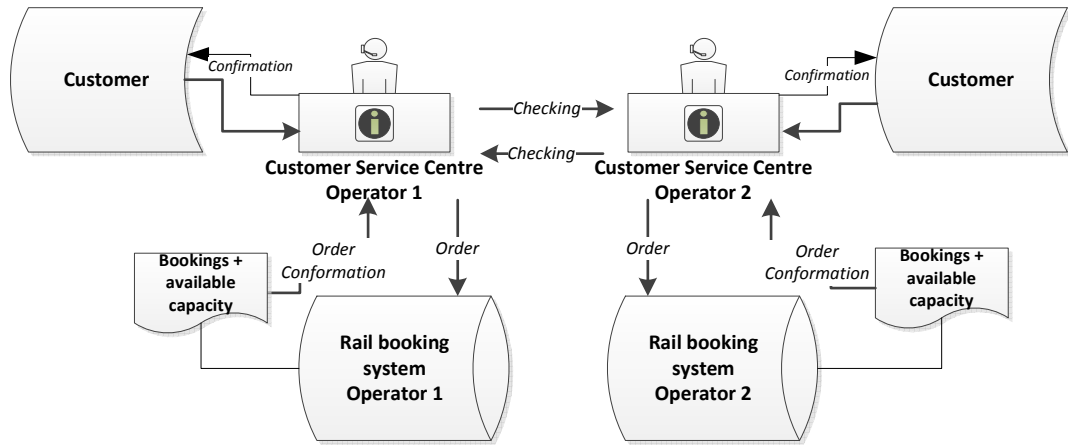 Customer
Confirmation
Checking
Checking
Confirmation
Customer
Customer Service Centre
Operator 1
Customer Service Centre
Operator 2
Bookings +
available
capacity
Order
Conformation
Order
Order
Order
Conformation
Bookings +
available
capacity
Rail booking
system
Operator 1
Rail booking
system
Operator 2